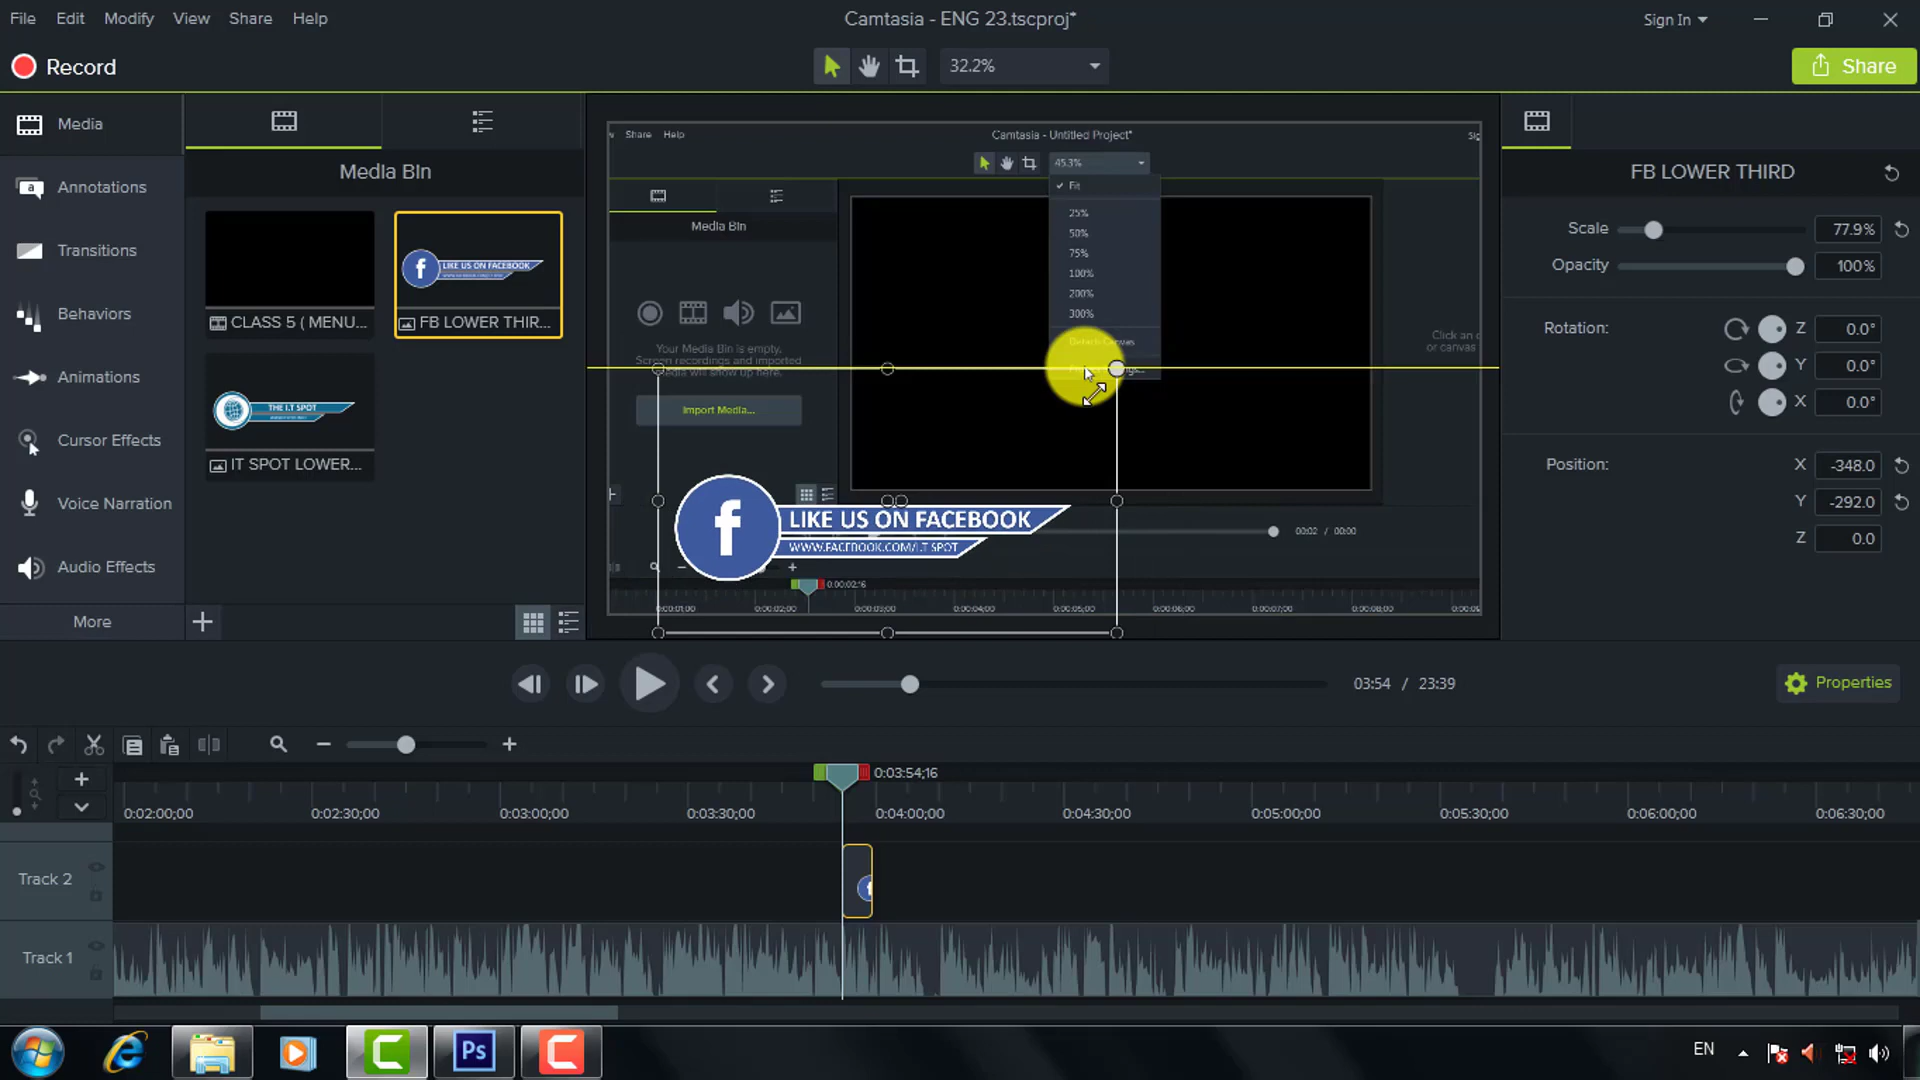 File Edit Modify View Share Help
Camtasia - ENG 23.tscproj*
Sign In
Record
32.2%
Share
Media
Annotations
Transitions
Behaviors
Animations
Cursor Effects
Voice Narration
Audio Effects
More
Media Bin
LIKE US ON FACEBOOK
CLASS 5 ( MENU...
FB LOWER THIR...
THE I.T SPOT
IT SPOT LOWER...
Share Help
Camtasia - Untitled Project*
45.3%
Media Bin
Fit
25%
50%
75%
100%
200%
300%
Detach Canvas
Your Media Bin is empty.
Screen recordings and imported
media will show up here.
Import Media...
Click an
or canvas
LIKE US ON FACEBOOK
WWW.FACEBOOK.COM/I.T SPOT
00:02 / 00:00
0:00:02;16
0:00:01;00 0:00:02;00 0:00:03;00 0:00:04;00 0:00:05;00 0:00:06;00 0:00:07;00 0:00:08;00
FB LOWER THIRD
Scale 77.9%
Opacity 100%
Rotation: Z 0.0°
Y 0.0°
X 0.0°
Position: X -348.0
Y -292.0
Z 0.0
03:54 / 23:39
Properties
0:03:54;16
0:02:00;00 0:02:30;00 0:03:00;00 0:03:30;00 0:04:00;00 0:04:30;00 0:05:00;00 0:05:30;00 0:06:00;00 0:06:30;00
Track 2
Track 1
Ps
EN